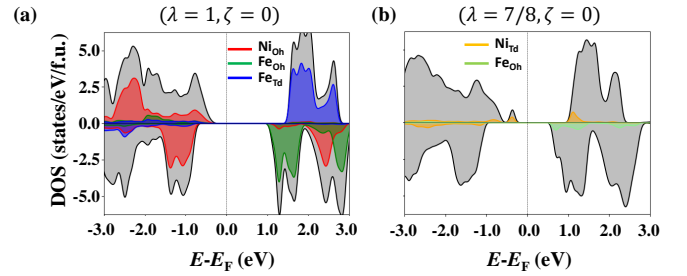 (a) (λ = 1, ζ = 0)
(b) (λ = 7/8, ζ = 0)
DOS (states/eV/f.u.)
5.0
2.5
0.0
-2.5
-5.0
Ni_Oh
Fe_Oh
Fe_Td
Ni_Td
Fe_Oh
-3.0 -2.0 -1.0 0.0 1.0 2.0 3.0
-3.0 -2.0 -1.0 0.0 1.0 2.0 3.0
E-E_F (eV)
E-E_F (eV)